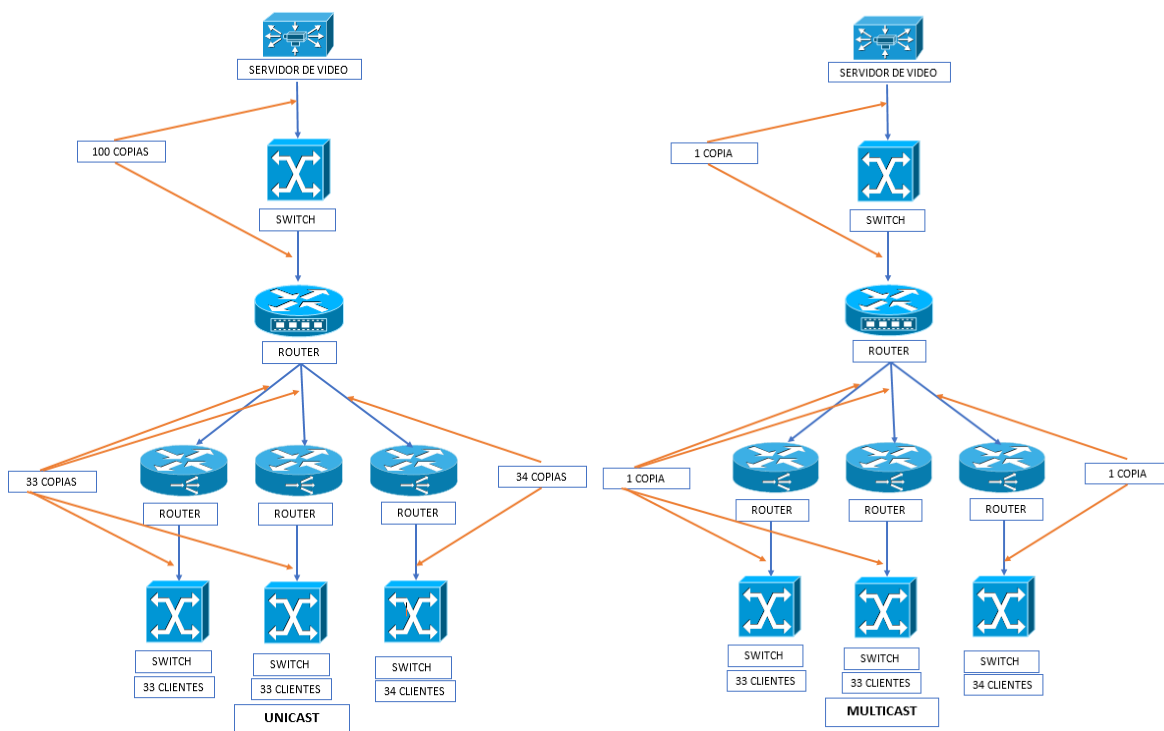 SERVIDOR DE VIDEO
100 COPIAS
SWITCH
ROUTER
33 COPIAS
34 COPIAS
ROUTER
ROUTER
ROUTER
SWITCH
SWITCH
SWITCH
33 CLIENTES
33 CLIENTES
34 CLIENTES
UNICAST
SERVIDOR DE VIDEO
1 COPIA
SWITCH
ROUTER
1 COPIA
1 COPIA
ROUTER
ROUTER
ROUTER
SWITCH
SWITCH
SWITCH
33 CLIENTES
33 CLIENTES
34 CLIENTES
MULTICAST